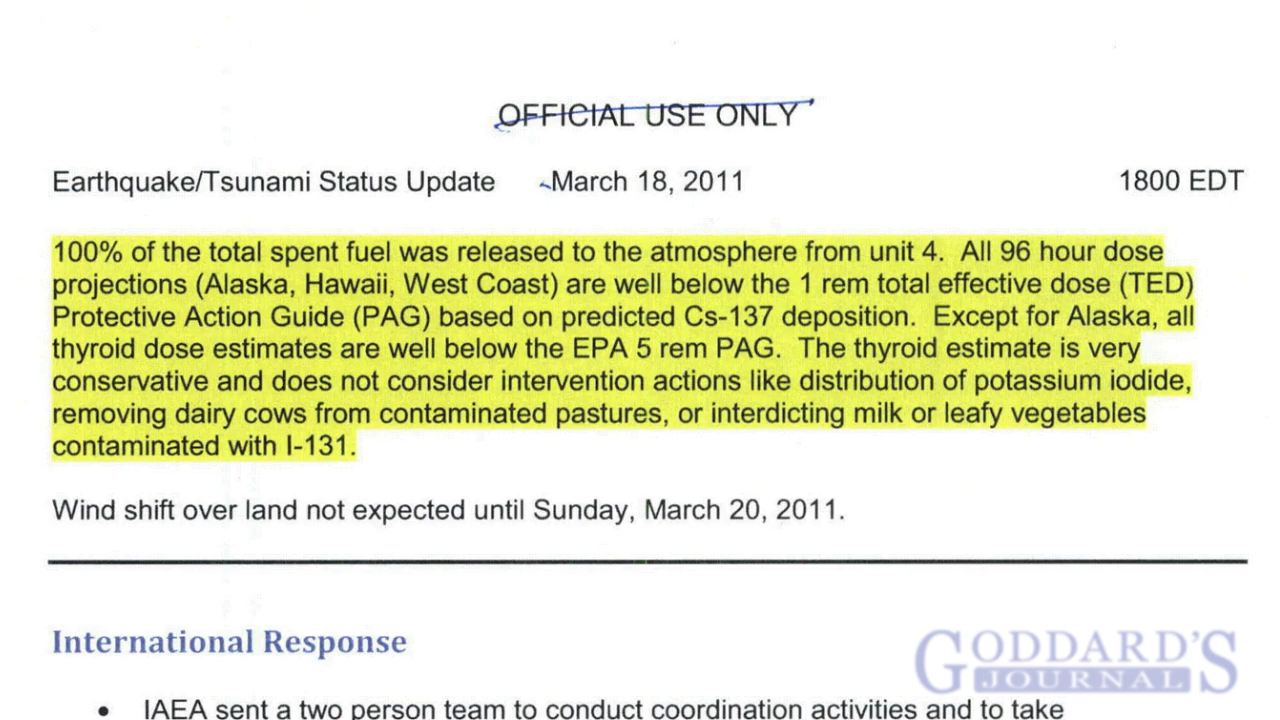 OFFICIAL USE ONLY
Earthquake/Tsunami Status Update March 18, 2011 1800 EDT
100% of the total spent fuel was released to the atmosphere from unit 4. All 96 hour dose
projections (Alaska, Hawaii, West Coast) are well below the 1 rem total effective dose (TED)
Protective Action Guide (PAG) based on predicted Cs-137 deposition. Except for Alaska, all
thyroid dose estimates are well below the EPA 5 rem PAG. The thyroid estimate is very
conservative and does not consider intervention actions like distribution of potassium iodide,
removing dairy cows from contaminated pastures, or interdicting milk or leafy vegetables
contaminated with I-131.
Wind shift over land not expected until Sunday, March 20, 2011.
International Response
GODDARD'S
JOURNAL
• IAEA sent a two person team to conduct coordination activities and to take